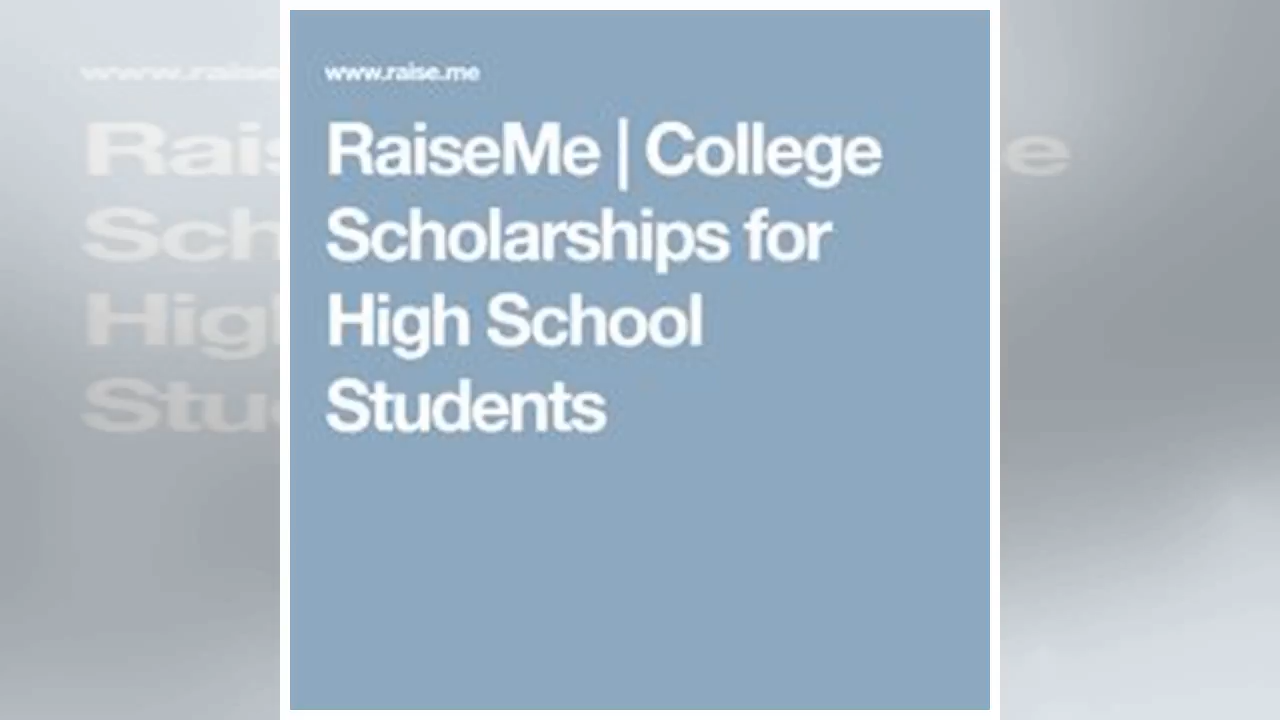 www.raise.me
RaiseMe | College
Scholarships for
High School
Students